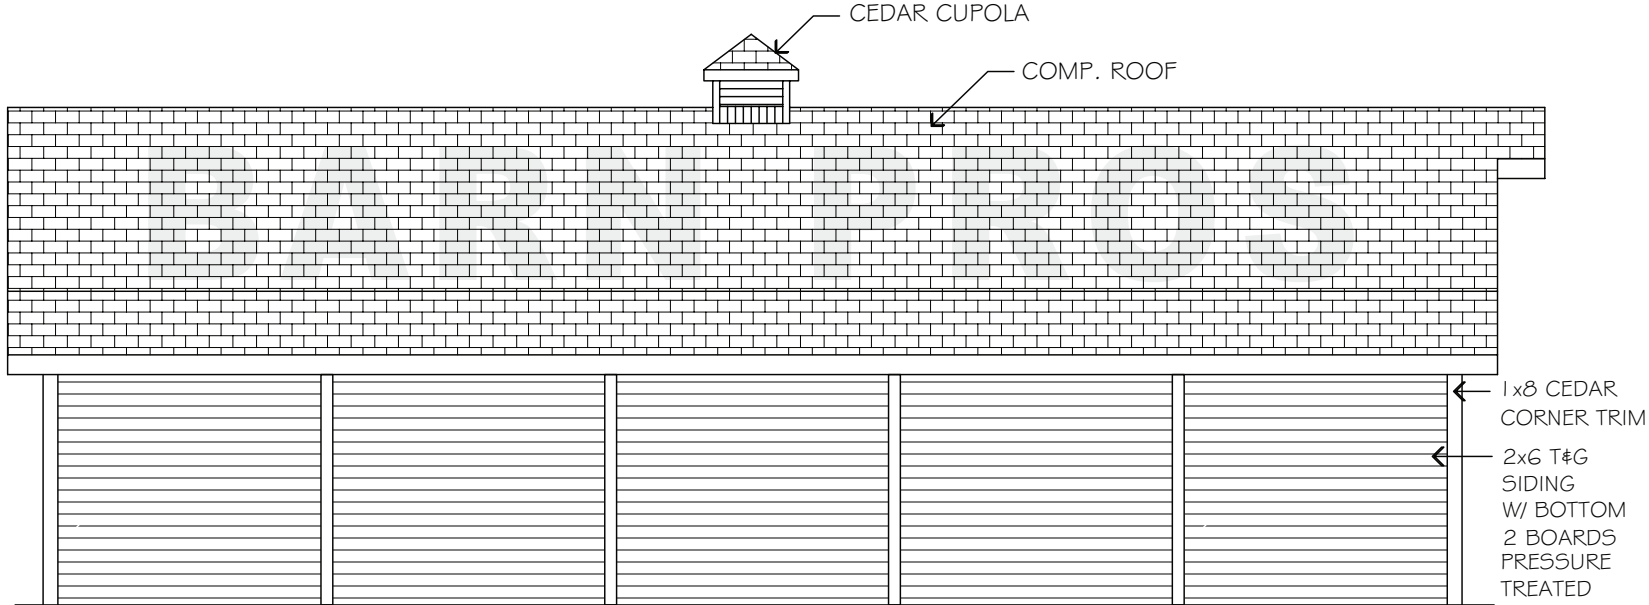 CEDAR CUPOLA
COMP. ROOF
BARN PROS
1x8 CEDAR
CORNER TRIM
2x6 T&G
SIDING
W/ BOTTOM
2 BOARDS
PRESSURE
TREATED